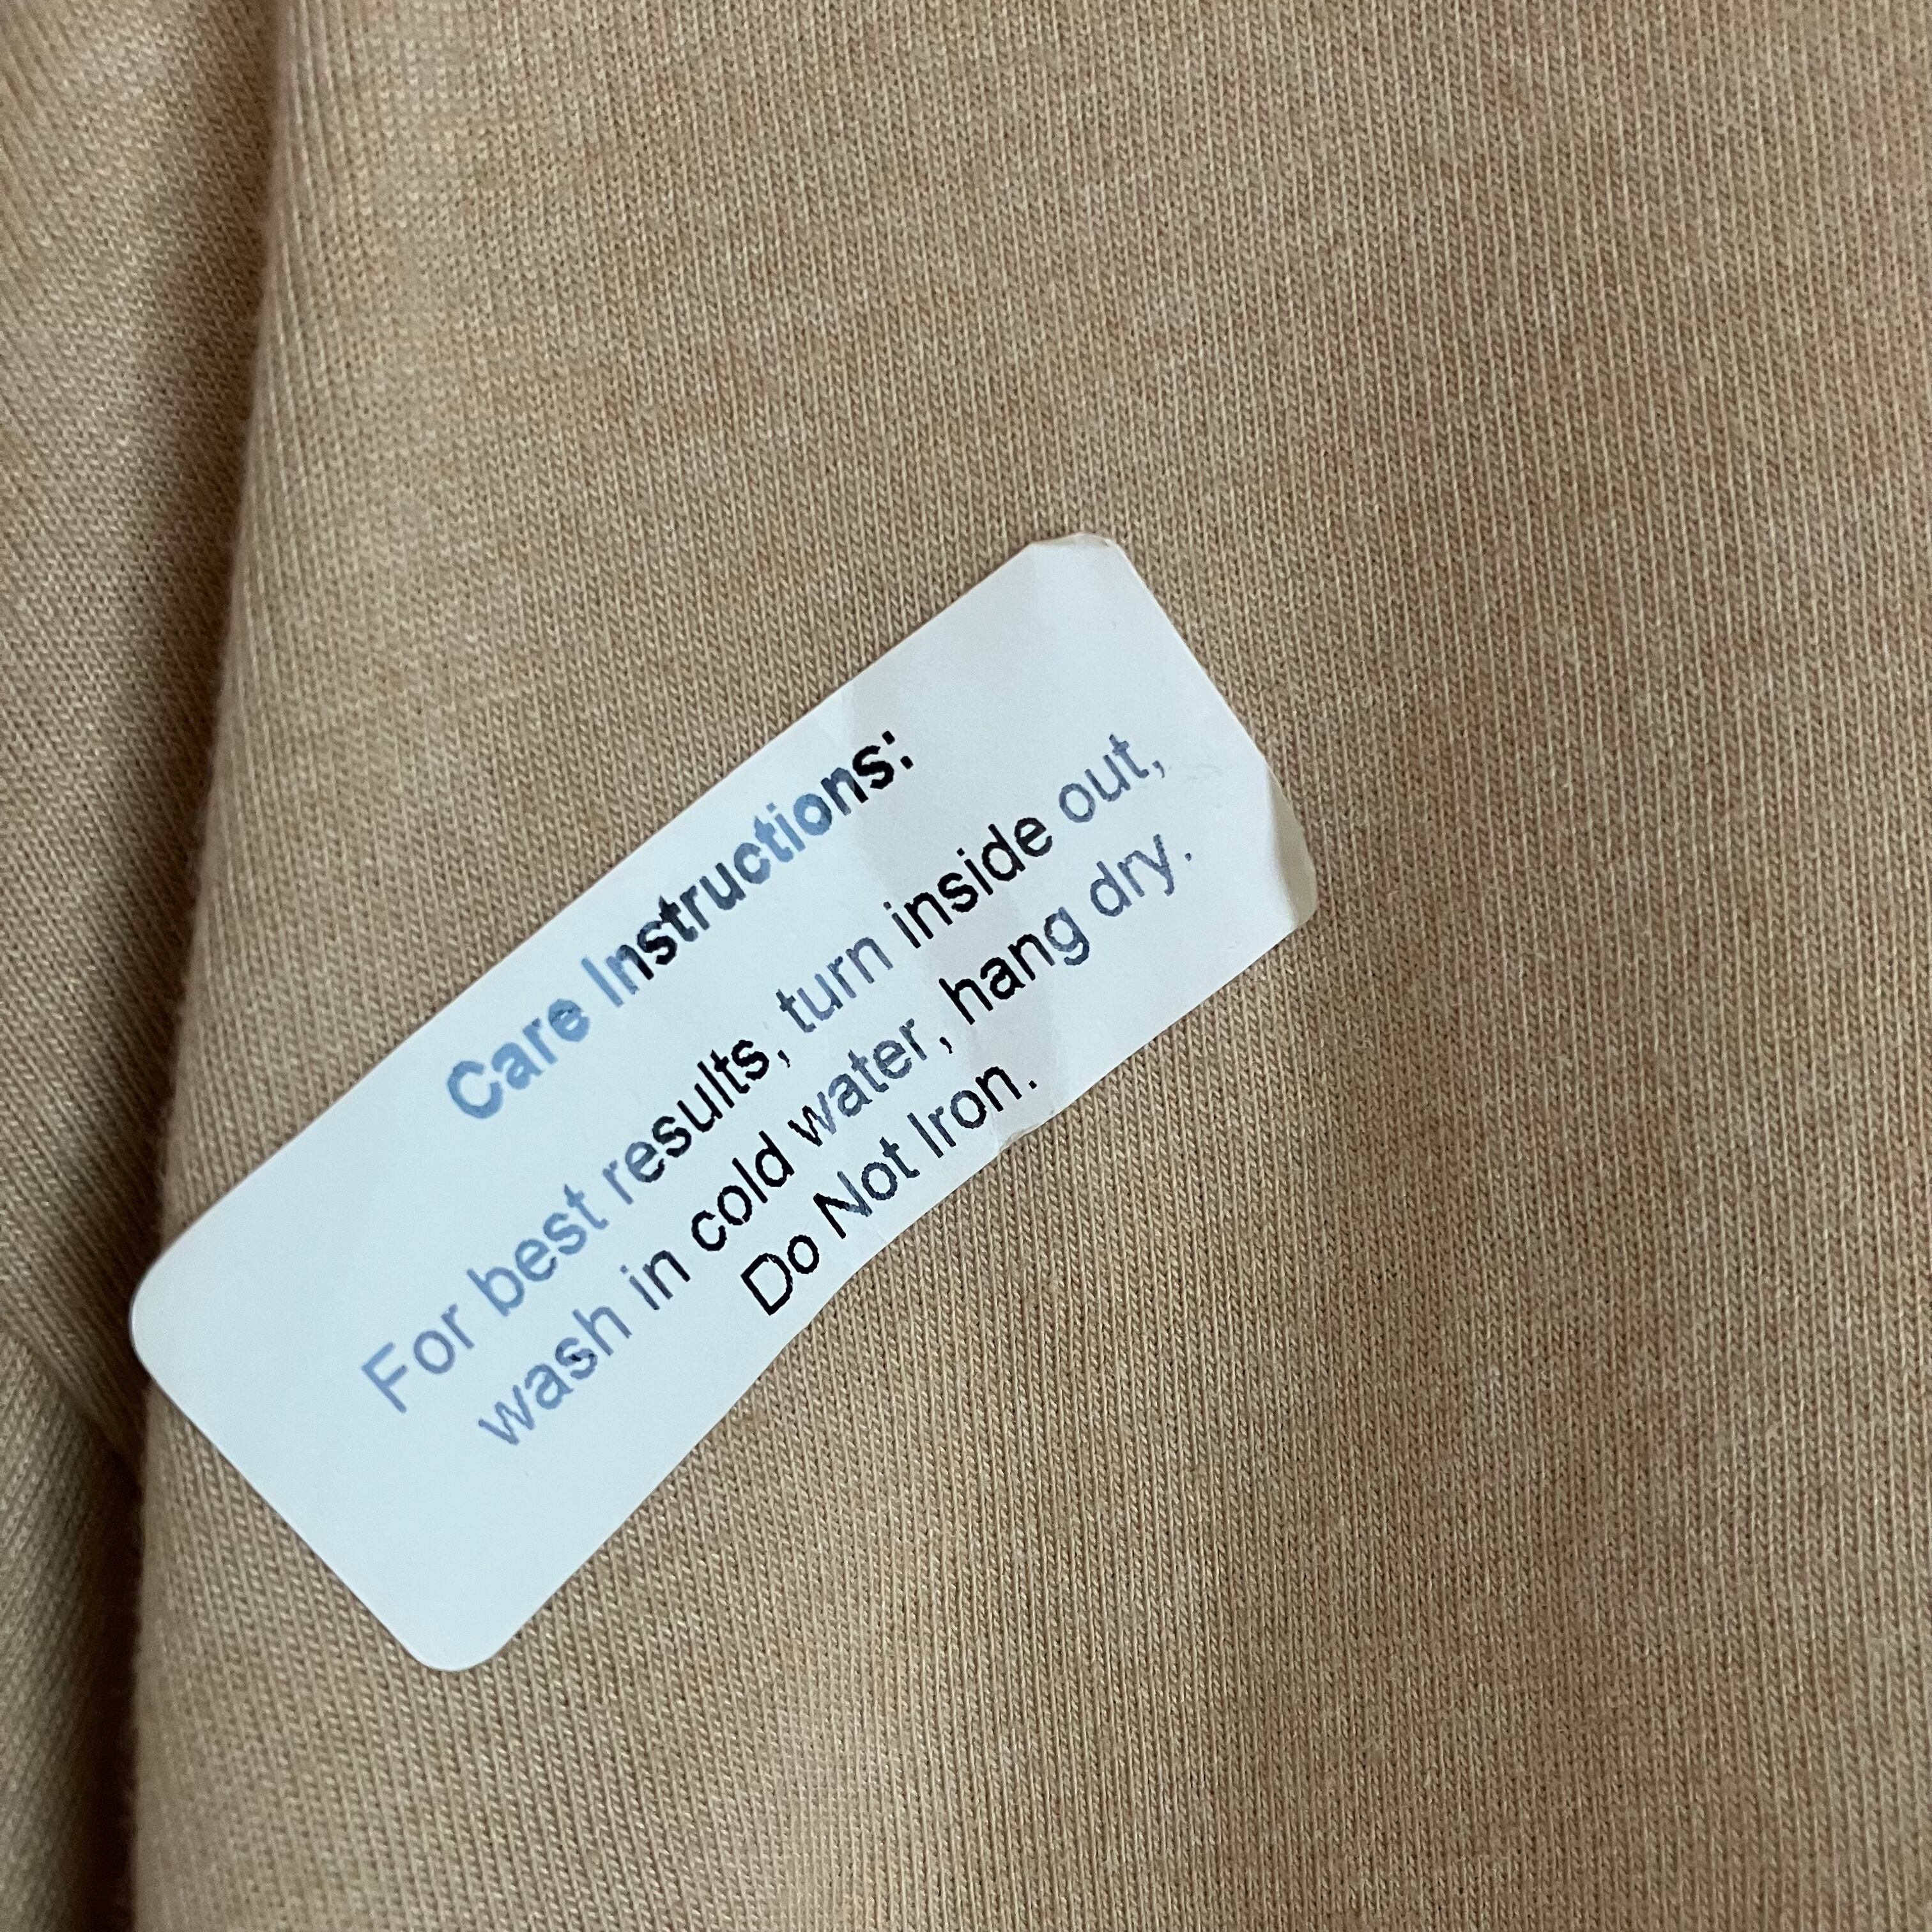 Care Instructions:
For best results, turn inside out,
wash in cold water, hang dry.
Do Not Iron.